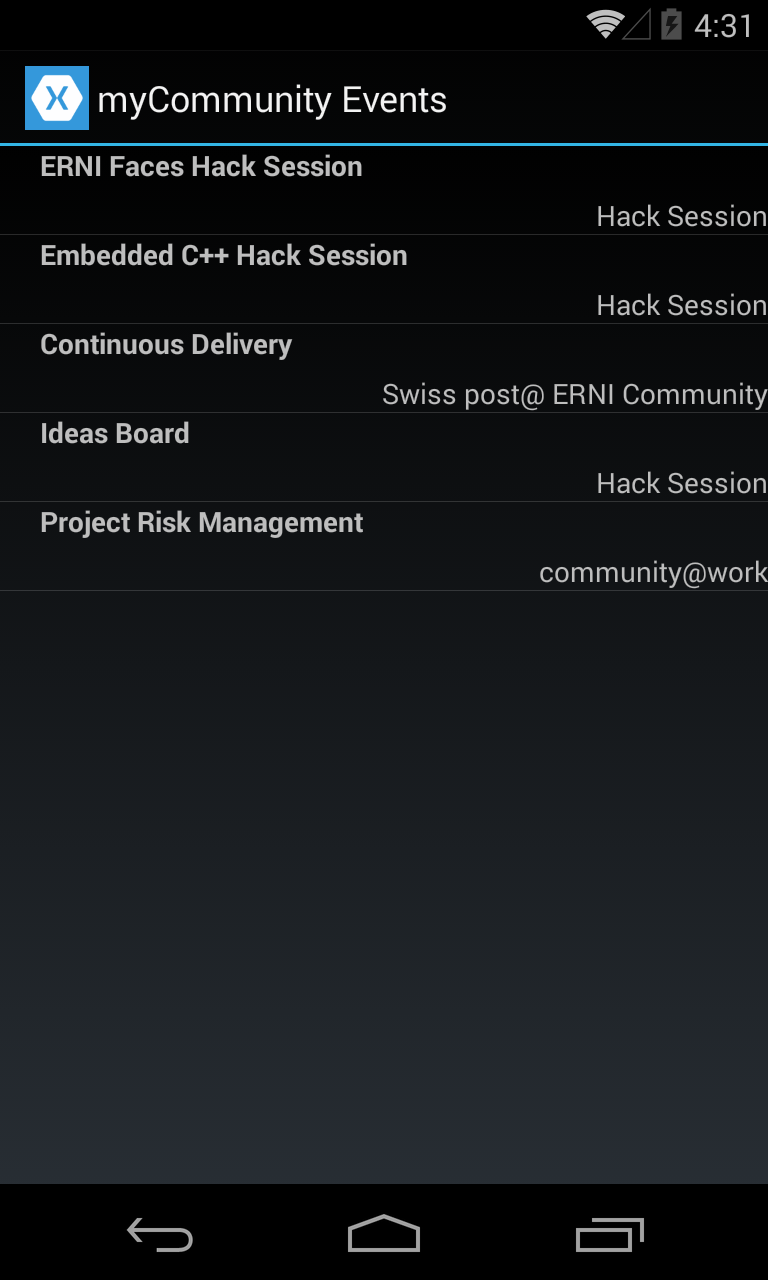 4:31
myCommunity Events
ERNI Faces Hack Session
Hack Session
Embedded C++ Hack Session
Hack Session
Continuous Delivery
Swiss post@ ERNI Community
Ideas Board
Hack Session
Project Risk Management
community@work